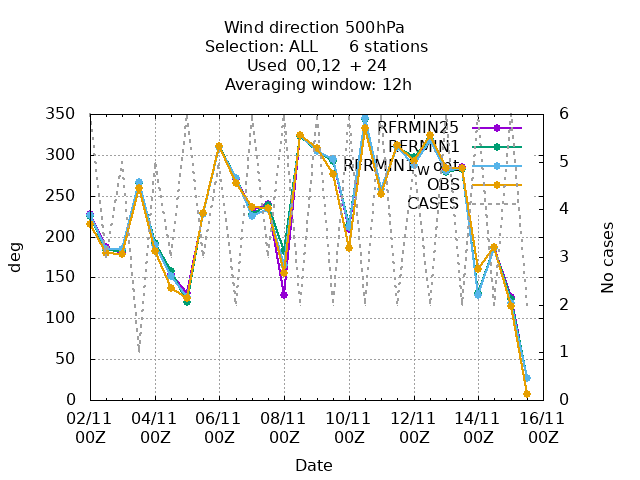 Wind direction 500hPa
Selection: ALL 6 stations
Used 00,12 + 24
Averaging window: 12h
350 6
RFRMIN25
RFRMIN1
300 5
RFRMIN1w opt
OBS
250 4
CASES
200
deg
150 3
No cases
100 2
50 1
0 0
02/11 04/11 06/11 08/11 10/11 12/11 14/11 16/11
00Z 00Z 00Z 00Z 00Z 00Z 00Z 00Z
Date